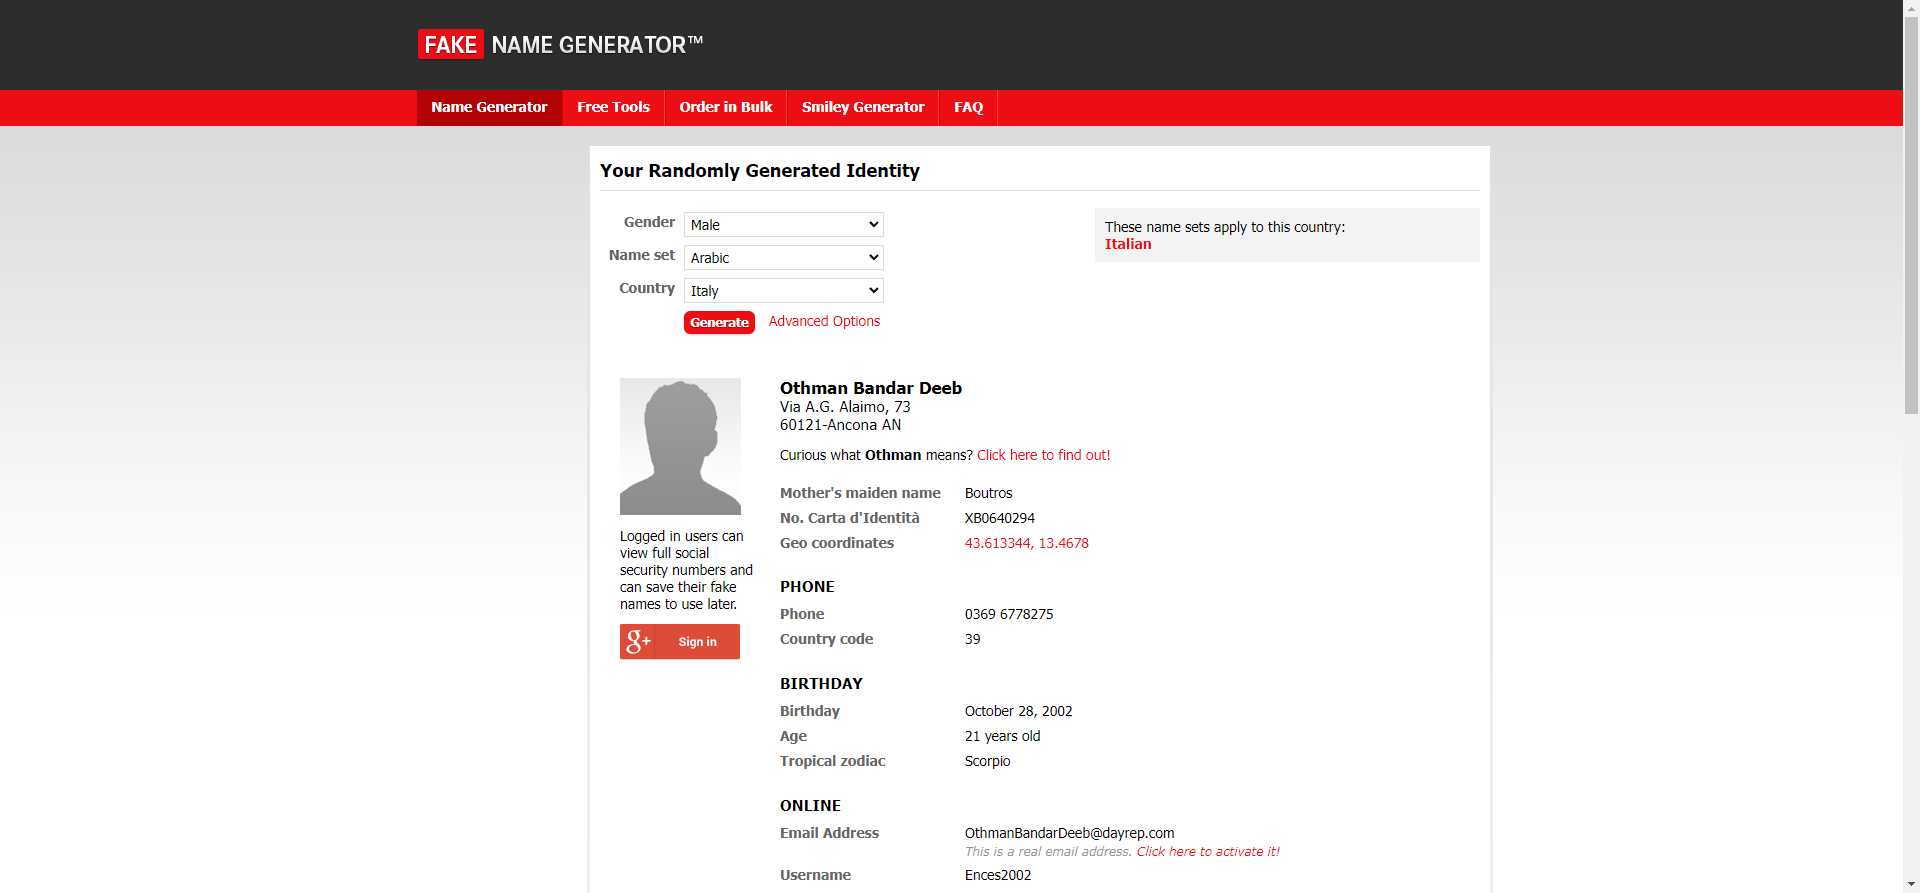 FAKE NAME GENERATOR™
Name Generator Free Tools Order in Bulk Smiley Generator FAQ
Your Randomly Generated Identity
Gender Male
Name set Arabic
Country Italy
Generate Advanced Options
These name sets apply to this country:
Italian
Logged in users can
view full social
security numbers and
can save their fake
names to use later.
g+ Sign in
Othman Bandar Deeb
Via A.G. Alaimo, 73
60121-Ancona AN
Curious what Othman means? Click here to find out!
Mother's maiden name Boutros
No. Carta d'Identità XB0640294
Geo coordinates 43.613344, 13.4678
PHONE
Phone 0369 6778275
Country code 39
BIRTHDAY
Birthday October 28, 2002
Age 21 years old
Tropical zodiac Scorpio
ONLINE
Email Address OthmanBandarDeeb@dayrep.com
This is a real email address. Click here to activate it!
Username Ences2002